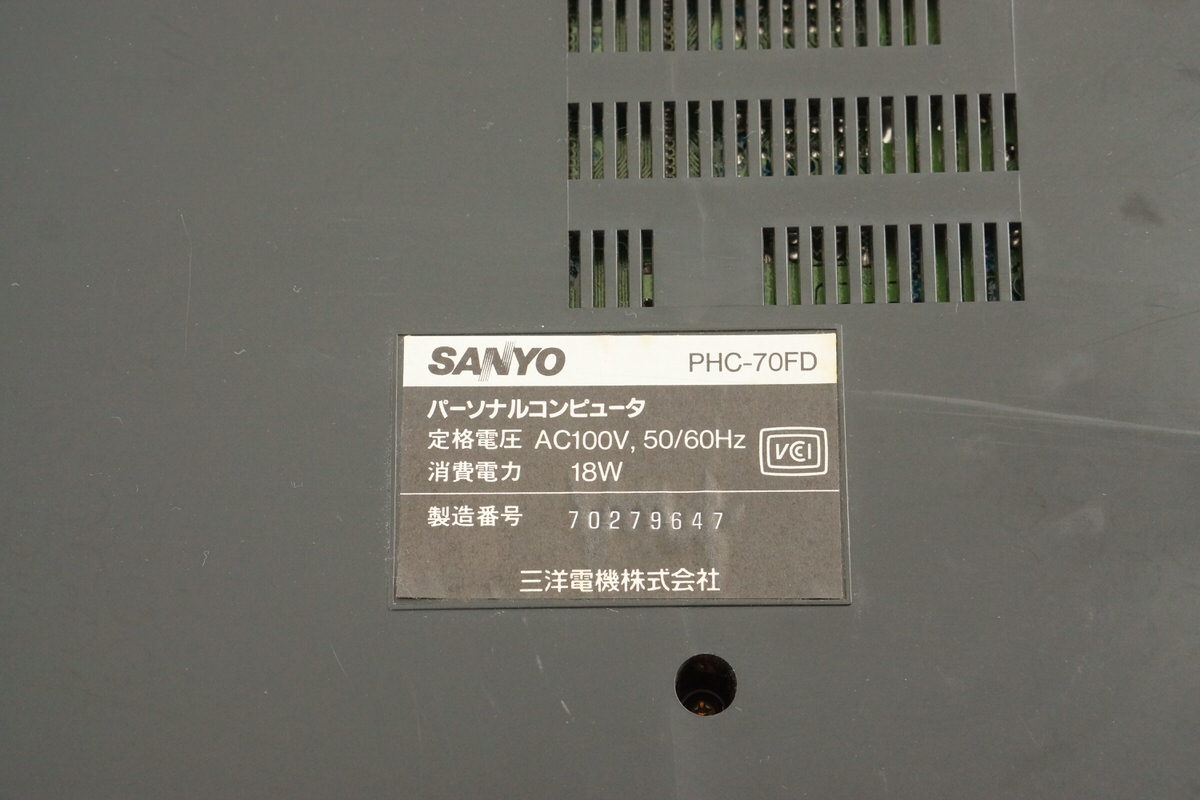 SANYO PHC-70FD
パーソナルコンピュータ
定格電圧 AC100V, 50/60Hz
VCCI
消費電力 18W
製造番号 70279647
三洋電機株式会社